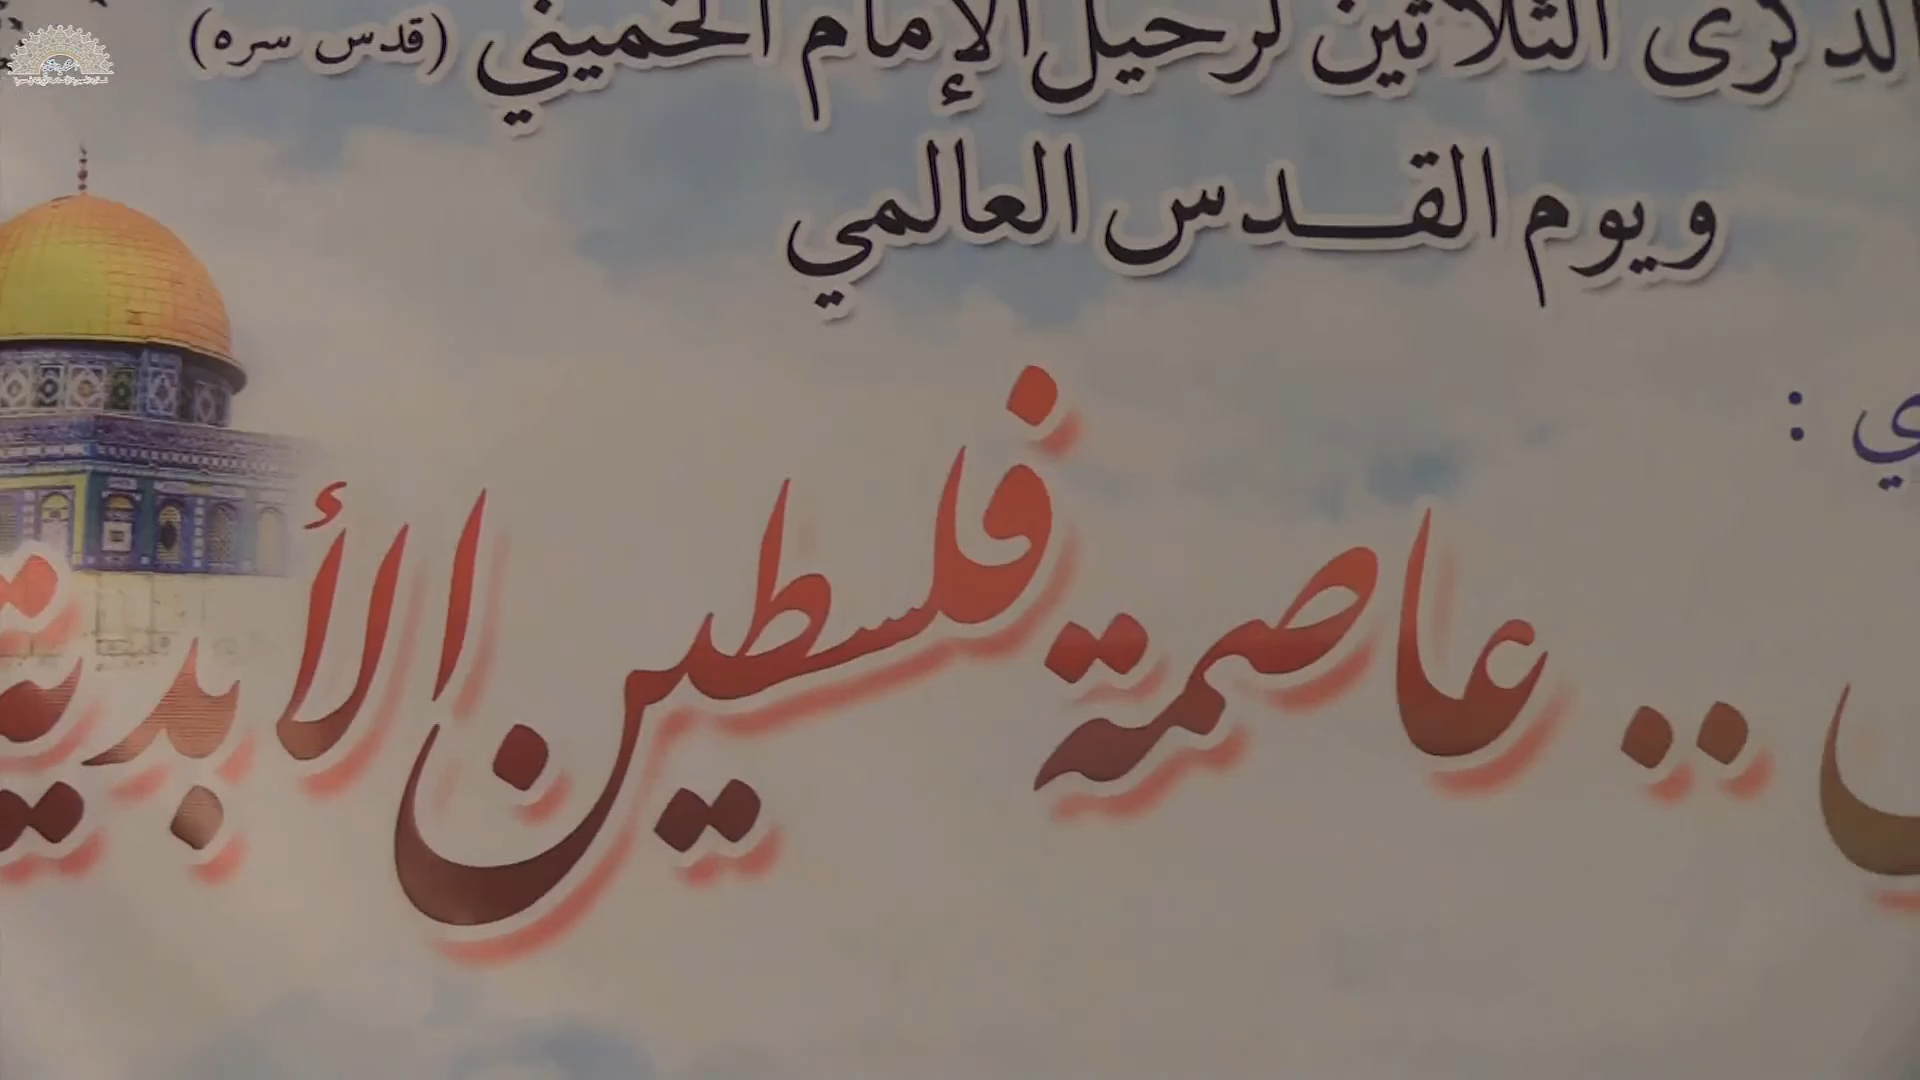 الذكرى الثلاثين لرحيل الإمام الخميني (قدس سره)
ويوم القدس العالمي
ي :
.. عاصمة فلسطين الأبدية